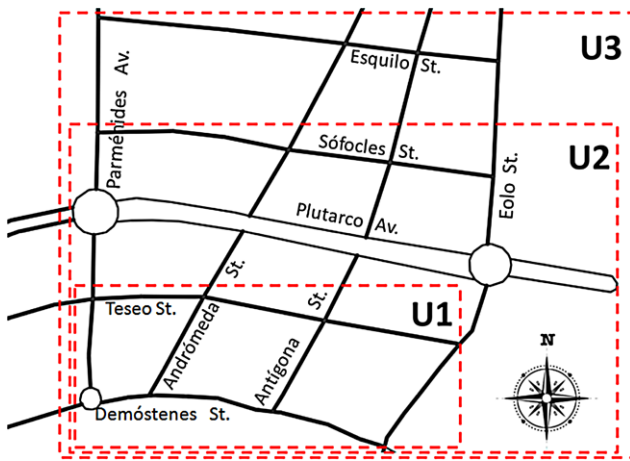 U3
Esquilo St.
Parménides Av.
Sófocles St.
U2
Eolo St.
Plutarco Av.
St.
St.
Teseo St.
U1
Andrómeda
Antígona
N
Demóstenes St.